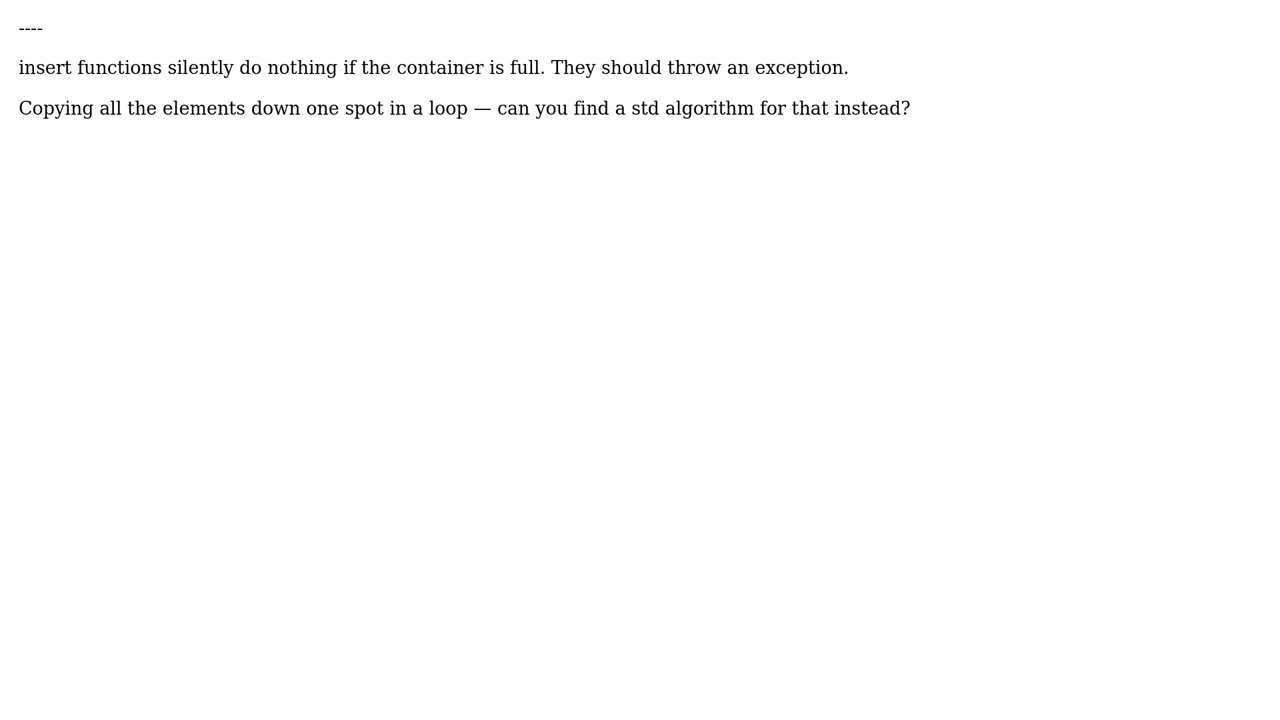 ----
insert functions silently do nothing if the container is full. They should throw an exception.
Copying all the elements down one spot in a loop — can you find a std algorithm for that instead?